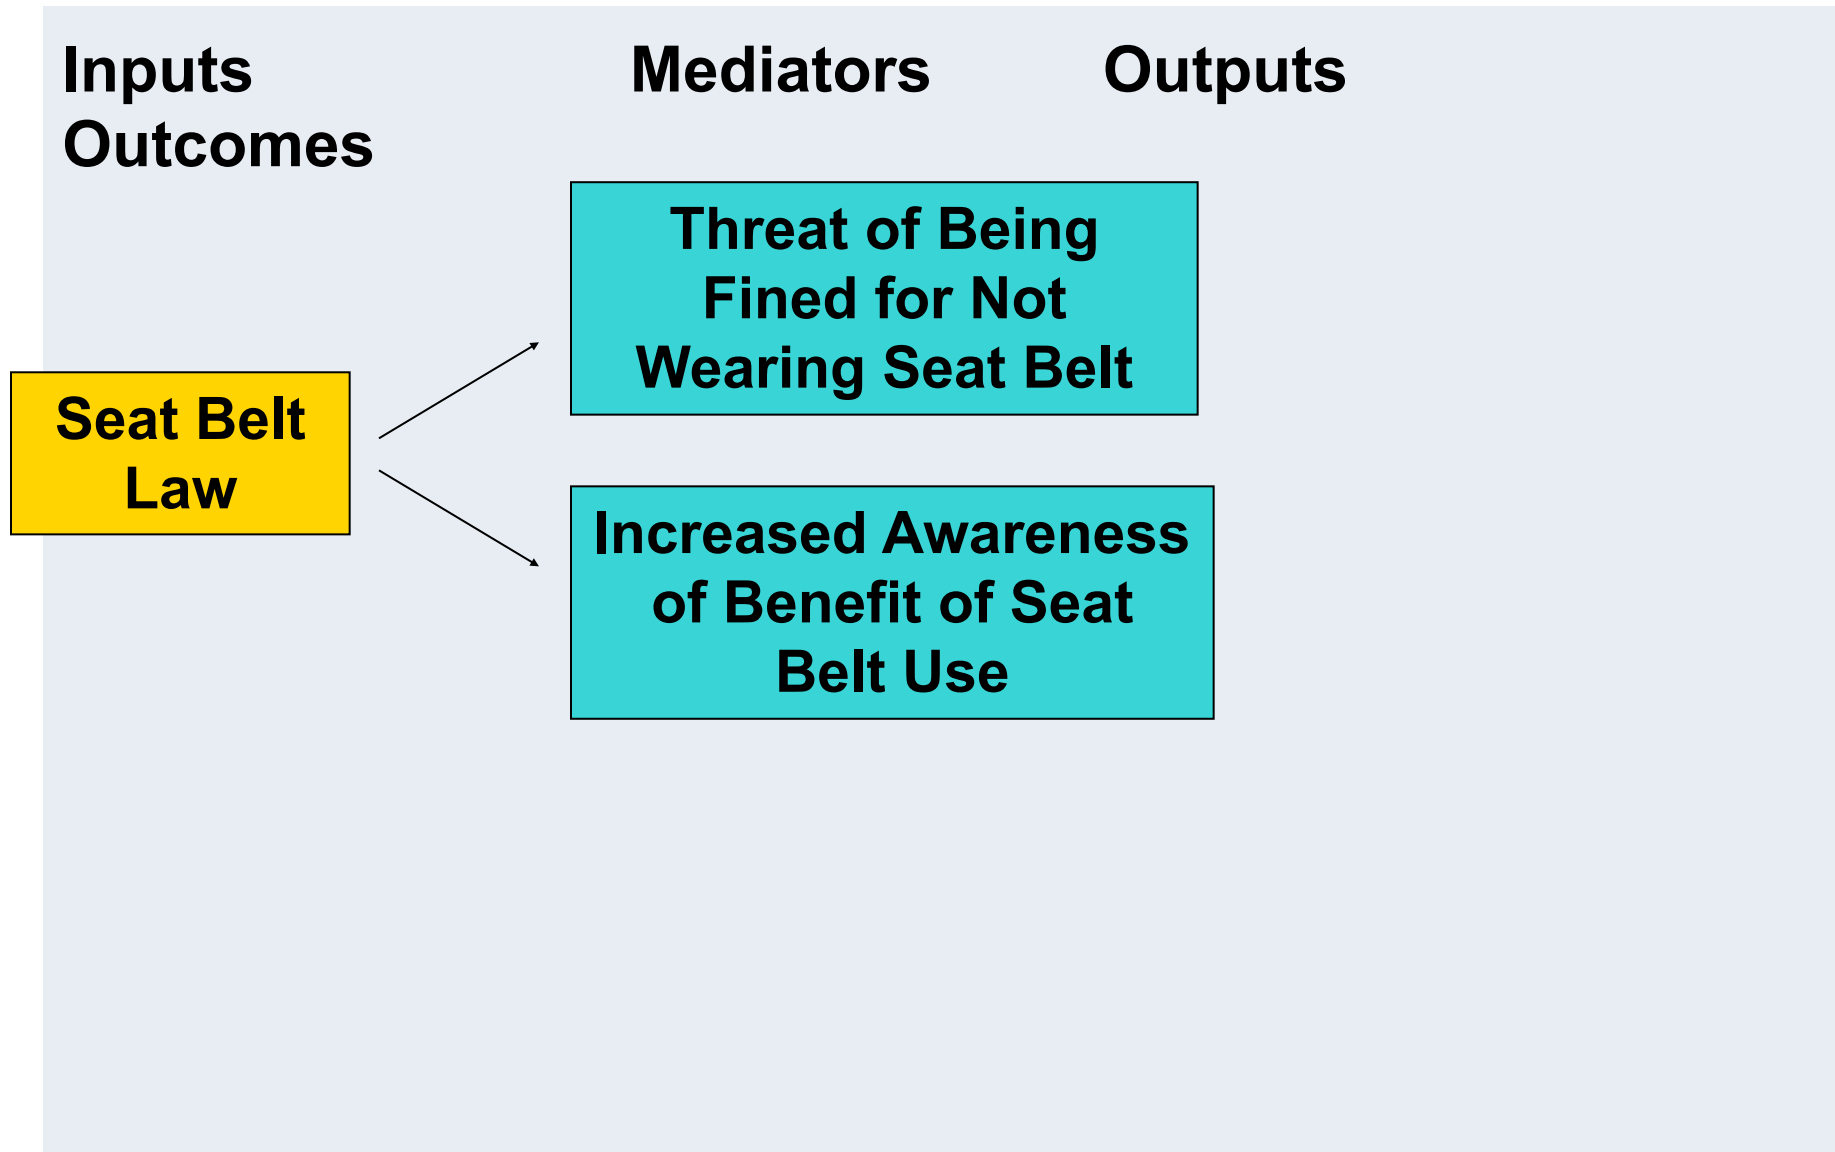 Inputs Mediators Outputs
Outcomes
Threat of Being
Fined for Not
Wearing Seat Belt
Seat Belt
Law
Increased Awareness
of Benefit of Seat
Belt Use